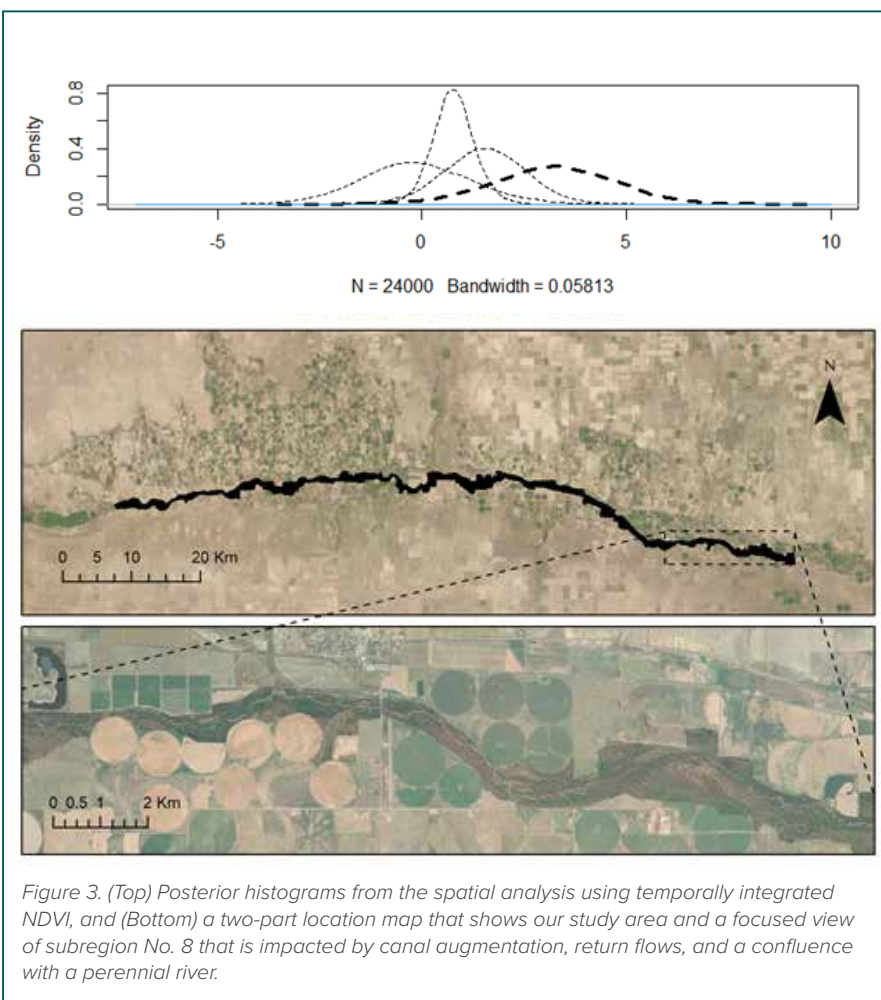 0.8
0.4
0.0
Density
-5 0 5 10
N = 24000 Bandwidth = 0.05813
N
0 5 10 20 Km
0 0.5 1 2 Km
Figure 3. (Top) Posterior histograms from the spatial analysis using temporally integrated
NDVI, and (Bottom) a two-part location map that shows our study area and a focused view
of subregion No. 8 that is impacted by canal augmentation, return flows, and a confluence
with a perennial river.